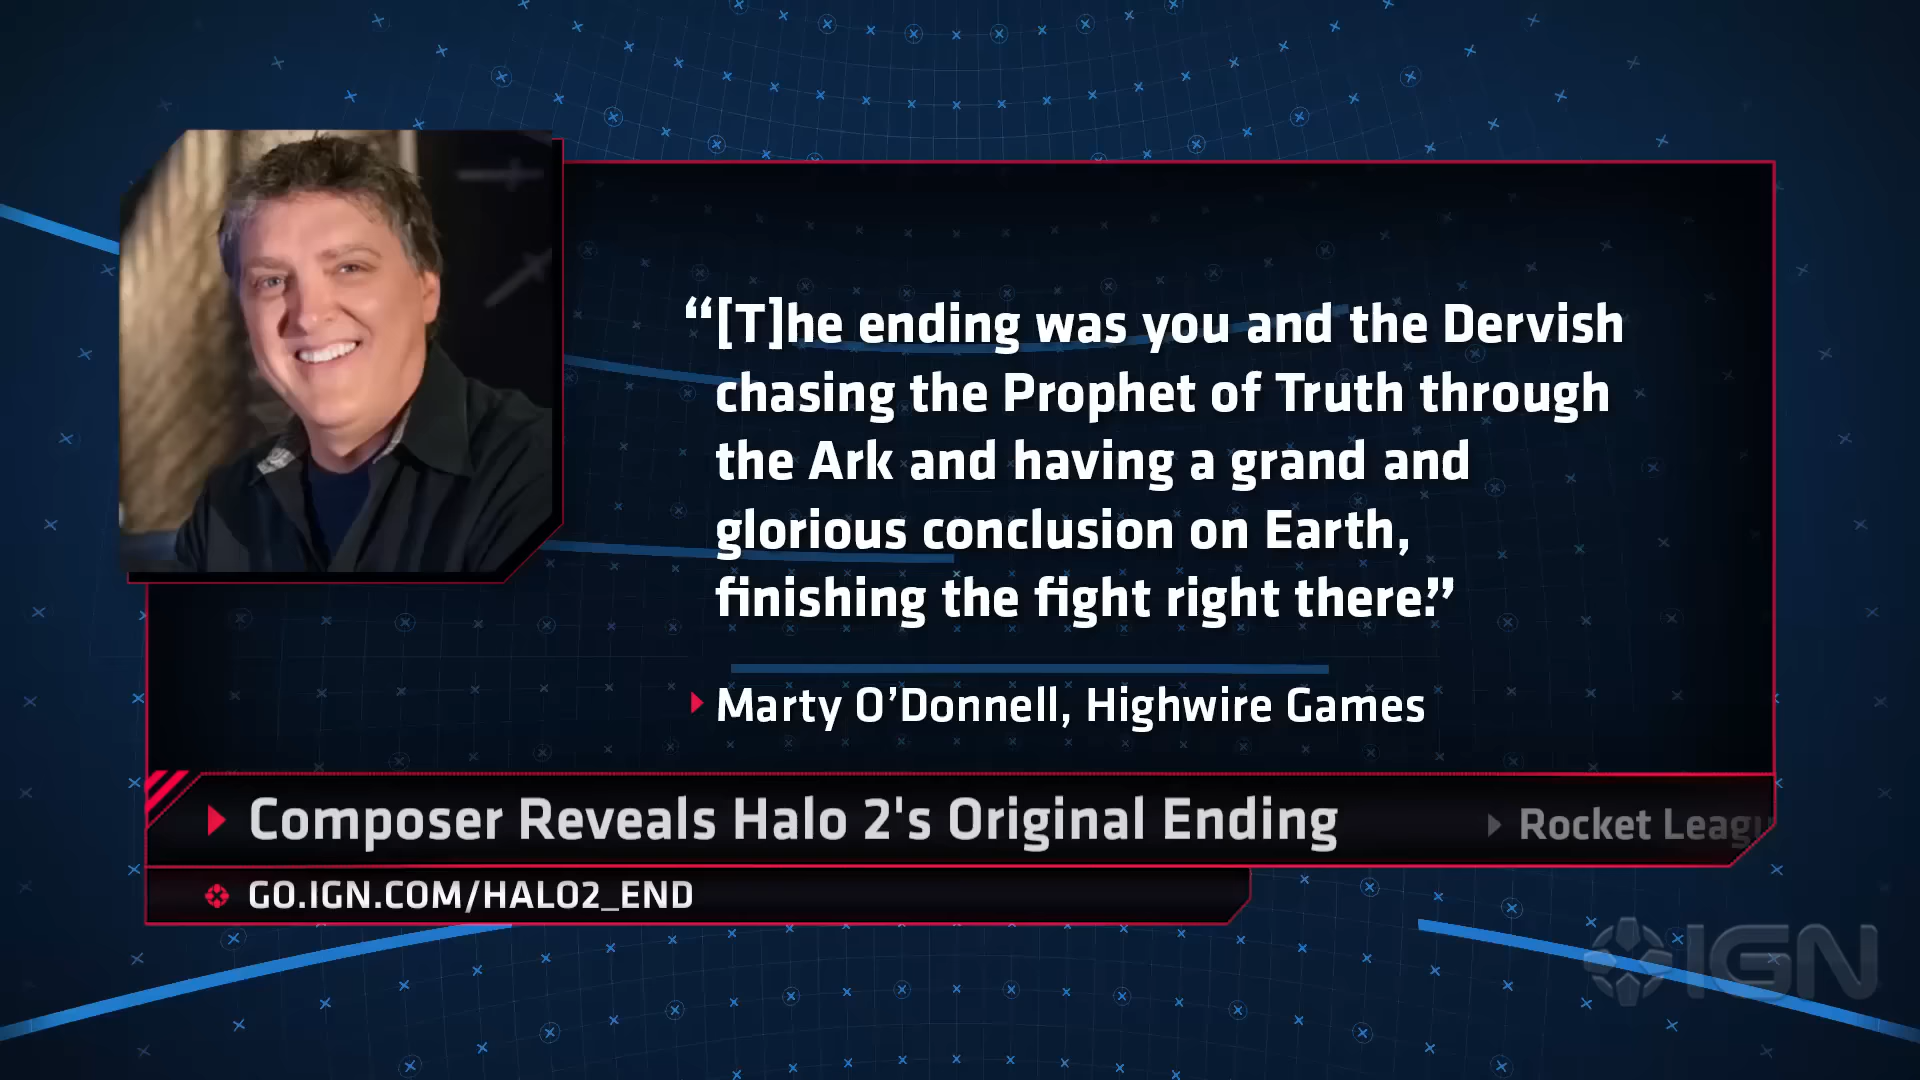 “[T]he ending was you and the Dervish
chasing the Prophet of Truth through
the Ark and having a grand and
glorious conclusion on Earth,
finishing the fight right there.”
Marty O’Donnell, Highwire Games
Composer Reveals Halo 2's Original Ending
Rocket Leagu
GO.IGN.COM/HALO2_END
IGN